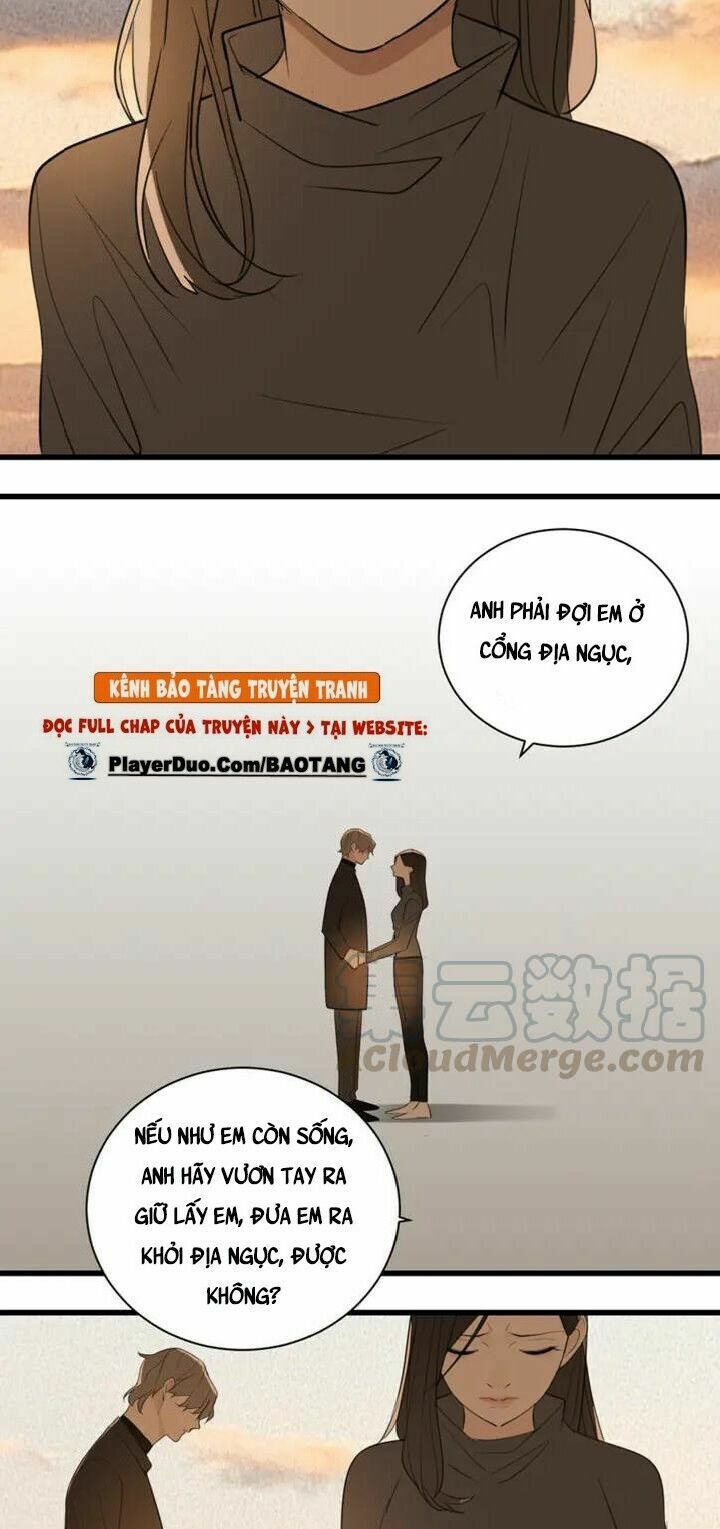 ANH PHẢI ĐỢI EM Ở
CỔNG ĐỊA NGỤC,
KÊNH BẢO TÀNG TRUYỆN TRANH
ĐỌC FULL CHAP CỦA TRUYỆN NÀY > TẠI WEBSITE:
PlayerDuo.Com/BAOTANG
集云数据
AcloudMerge.com
NẾU NHƯ EM CÒN SỐNG,
ANH HÃY VƯƠN TAY RA
GIỮ LẤY EM, ĐƯA EM RA
KHỎI ĐỊA NGỤC, ĐƯỢC
KHÔNG?